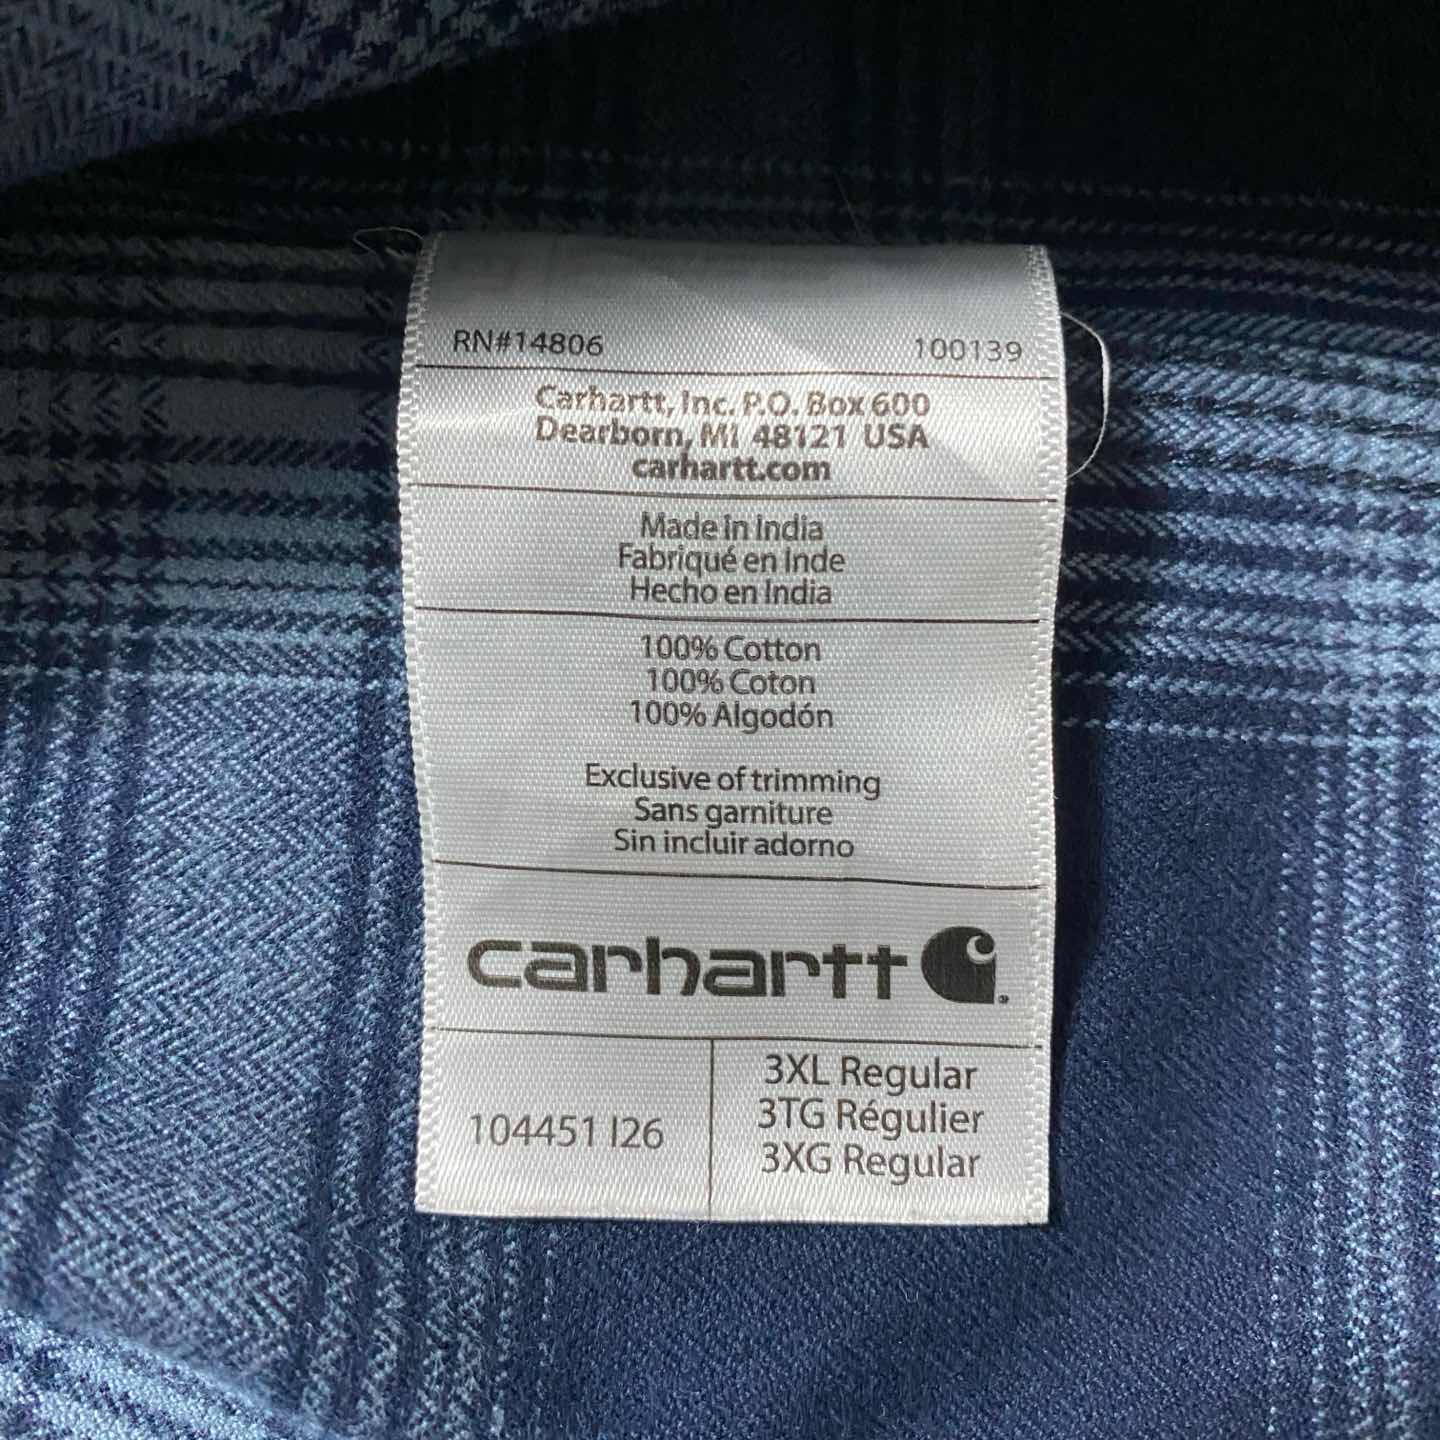 RN#14806 100139
Carhartt, Inc. P.O. Box 600
Dearborn, MI 48121 USA
carhartt.com
Made in India
Fabriqué en Inde
Hecho en India
100% Cotton
100% Coton
100% Algodón
Exclusive of trimming
Sans garniture
Sin incluir adorno
carhartt
104451 I26
3XL Regular
3TG Régulier
3XG Regular